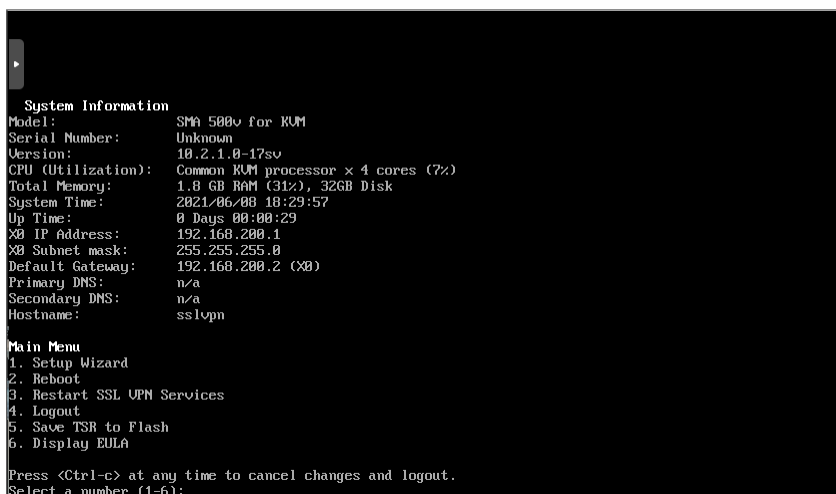 System Information
Model: SMA 500v for KVM
Serial Number: Unknown
Version: 10.2.1.0-17sv
CPU (Utilization): Common KVM processor x 4 cores (7%)
Total Memory: 1.8 GB RAM (31%), 32GB Disk
System Time: 2021/06/08 18:29:57
Up Time: 0 Days 00:00:29
X0 IP Address: 192.168.200.1
X0 Subnet mask: 255.255.255.0
Default Gateway: 192.168.200.2 (X0)
Primary DNS: n/a
Secondary DNS: n/a
Hostname: sslvpn
Main Menu
1. Setup Wizard
2. Reboot
3. Restart SSL VPN Services
4. Logout
5. Save TSR to Flash
6. Display EULA
Press <Ctrl-c> at any time to cancel changes and logout.
Select a number (1-6):